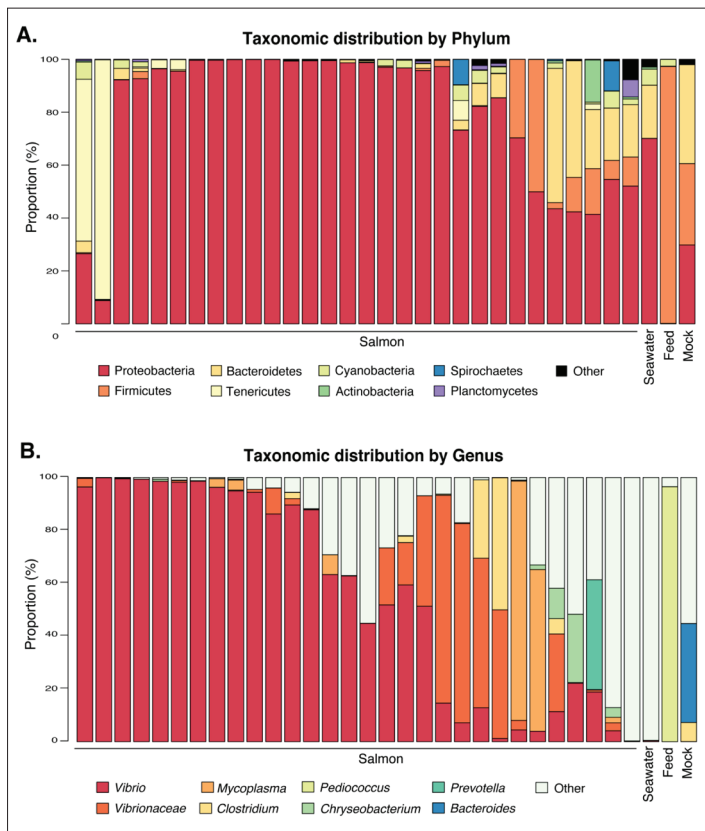 A.
Taxonomic distribution by Phylum
Proportion (%)
100
80
60
40
20
0
Salmon
Seawater
Feed
Mock
Proteobacteria
Bacteroidetes
Cyanobacteria
Spirochaetes
Other
Firmicutes
Tenericutes
Actinobacteria
Planctomycetes
B.
Taxonomic distribution by Genus
Proportion (%)
100
80
60
40
20
0
Salmon
Seawater
Feed
Mock
Vibrio
Mycoplasma
Pediococcus
Prevotella
Other
Vibrionaceae
Clostridium
Chryseobacterium
Bacteroides